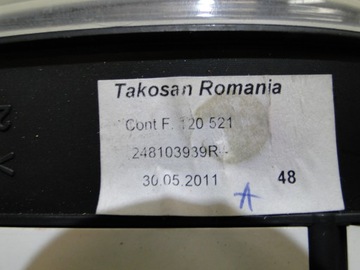 Takosan Romania
Cont F. 120 521
248103939R-
30.05.2011 A 48